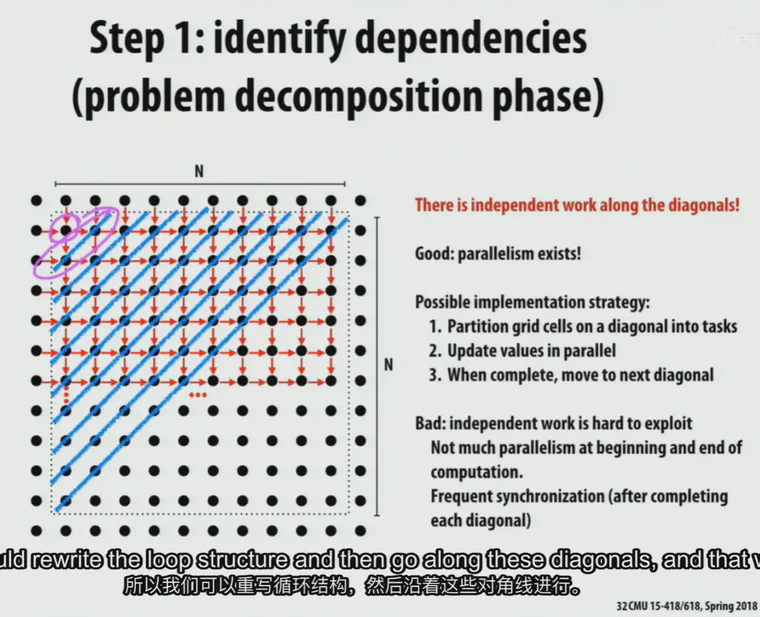 Step 1: identify dependencies
(problem decomposition phase)
N
There is independent work along the diagonals!
Good: parallelism exists!
Possible implementation strategy:
1. Partition grid cells on a diagonal into tasks
2. Update values in parallel
3. When complete, move to next diagonal
N
Bad: independent work is hard to exploit
Not much parallelism at beginning and end of
computation.
Frequent synchronization (after completing
each diagonal)
rewrite the loop structure and then go along these diagonals, and that
所以我们可以重写循环结构，然后沿着这些对角线进行。
32 CMU 15-418/618, Spring 2018